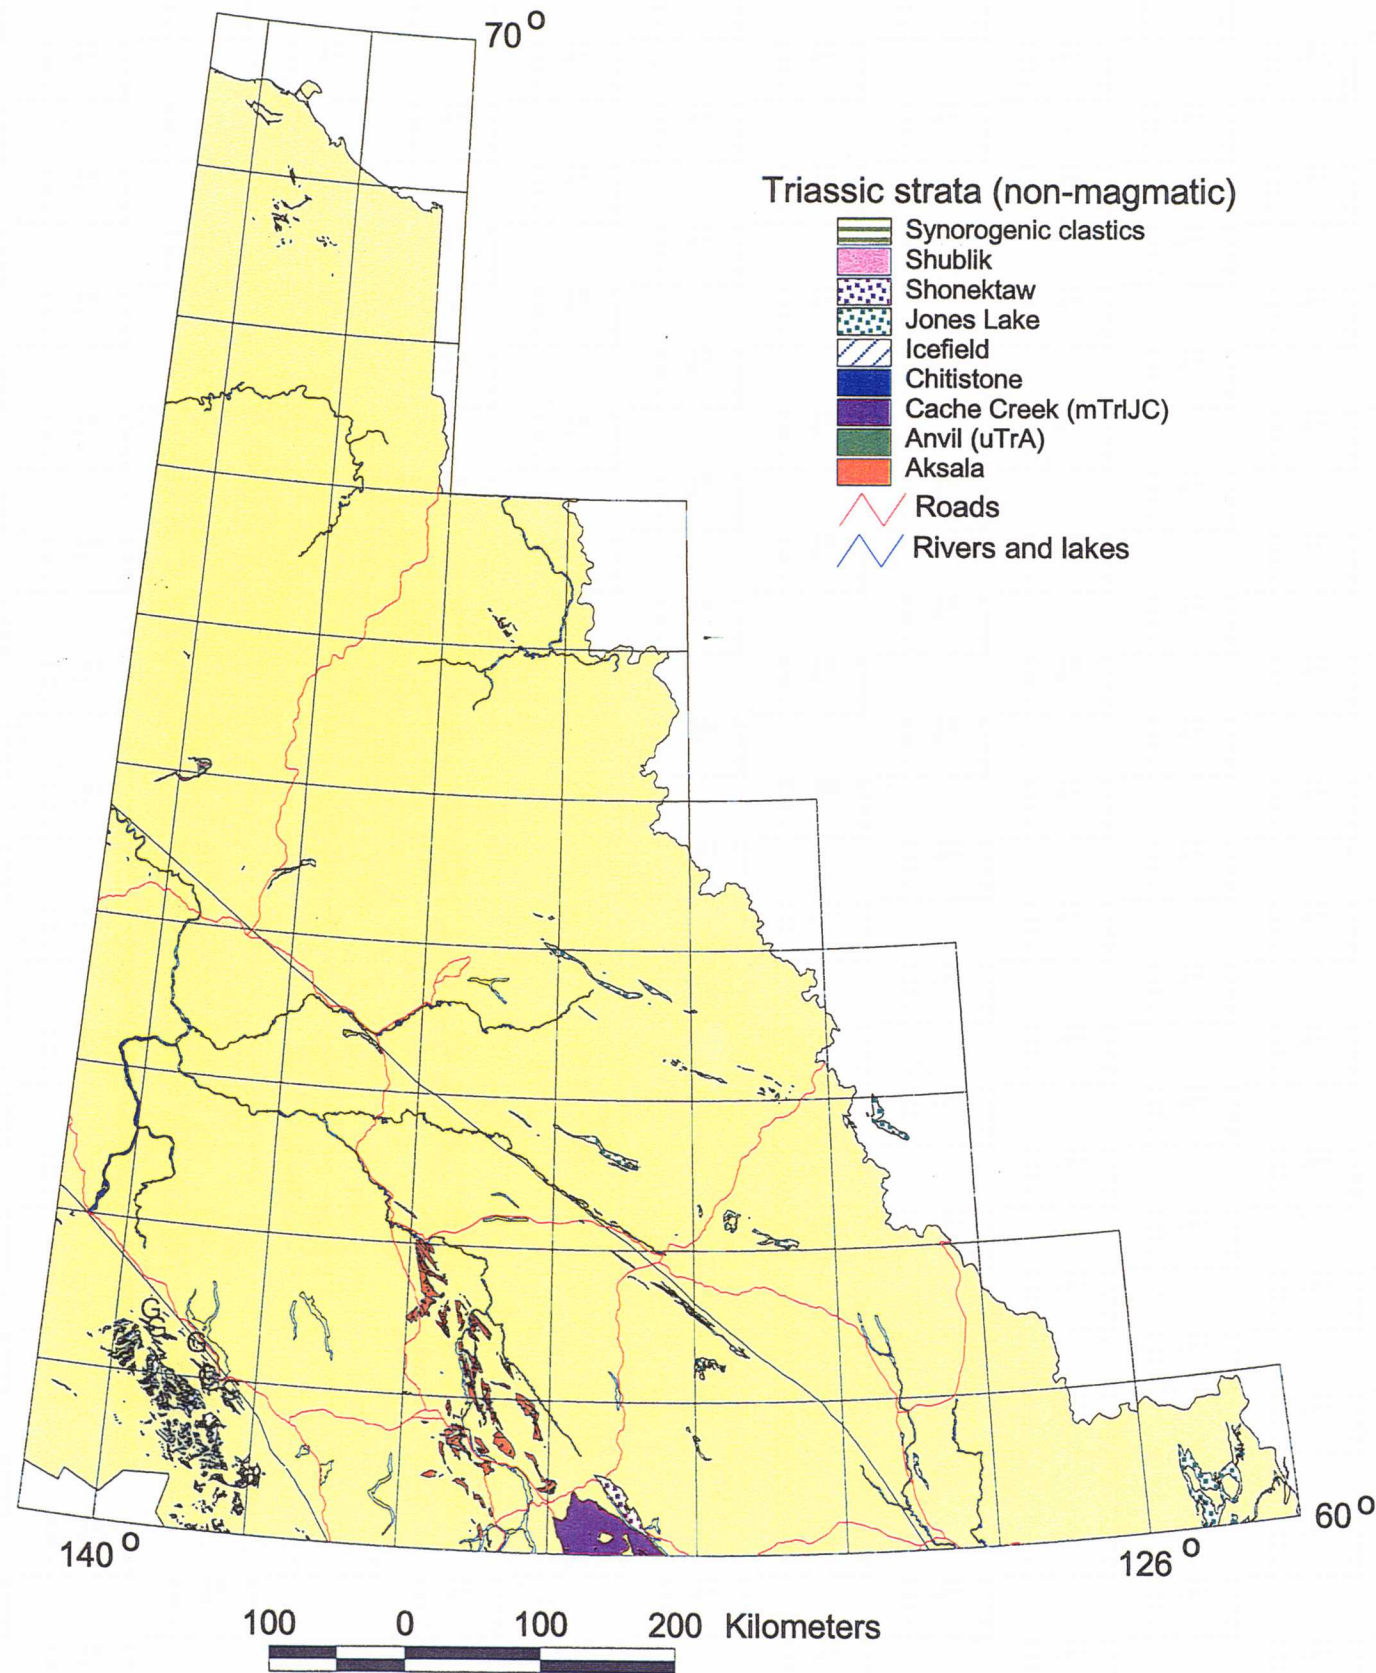 70°
Triassic strata (non-magmatic)
Synorogenic clastics
Shublik
Shonektaw
Jones Lake
Icefield
Chitistone
Cache Creek (mTrlJC)
Anvil (uTrA)
Aksala
Roads
Rivers and lakes
G
G
G
60°
140°
126°
100 0 100 200 Kilometers